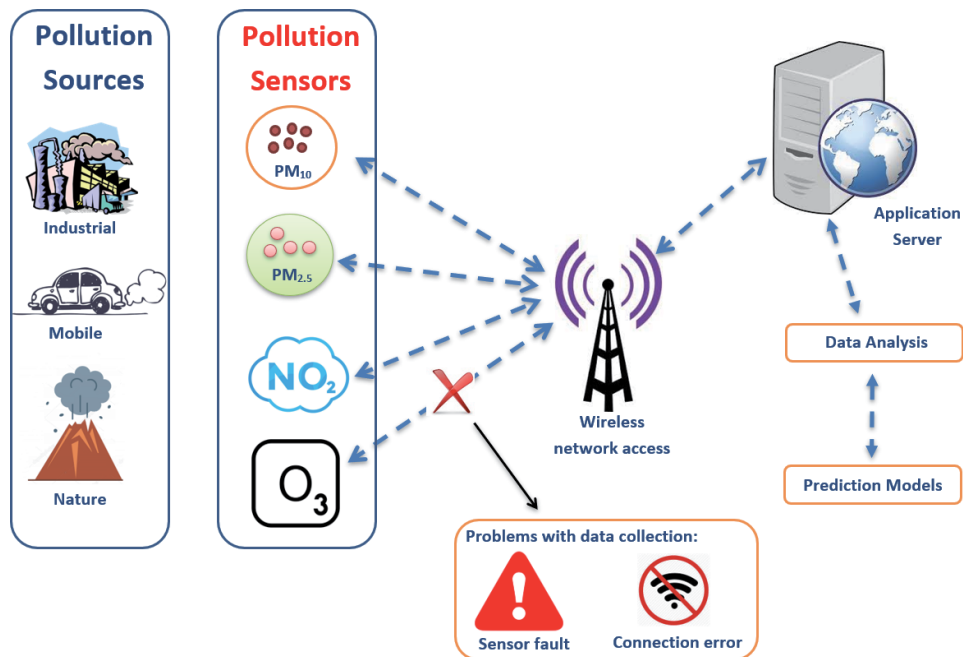 Pollution
Sources
Industrial
Mobile
Nature
Pollution
Sensors
PM₁₀
PM₂.₅
NO₂
O₃
Wireless
network access
Application
Server
Data Analysis
Prediction Models
Problems with data collection:
Sensor fault
Connection error